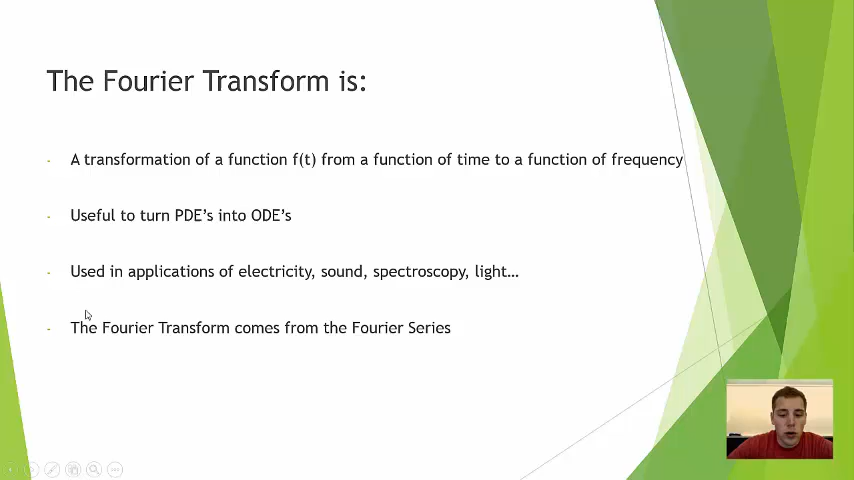 The Fourier Transform is:
- A transformation of a function f(t) from a function of time to a function of frequency
- Useful to turn PDE's into ODE's
- Used in applications of electricity, sound, spectroscopy, light…
- The Fourier Transform comes from the Fourier Series